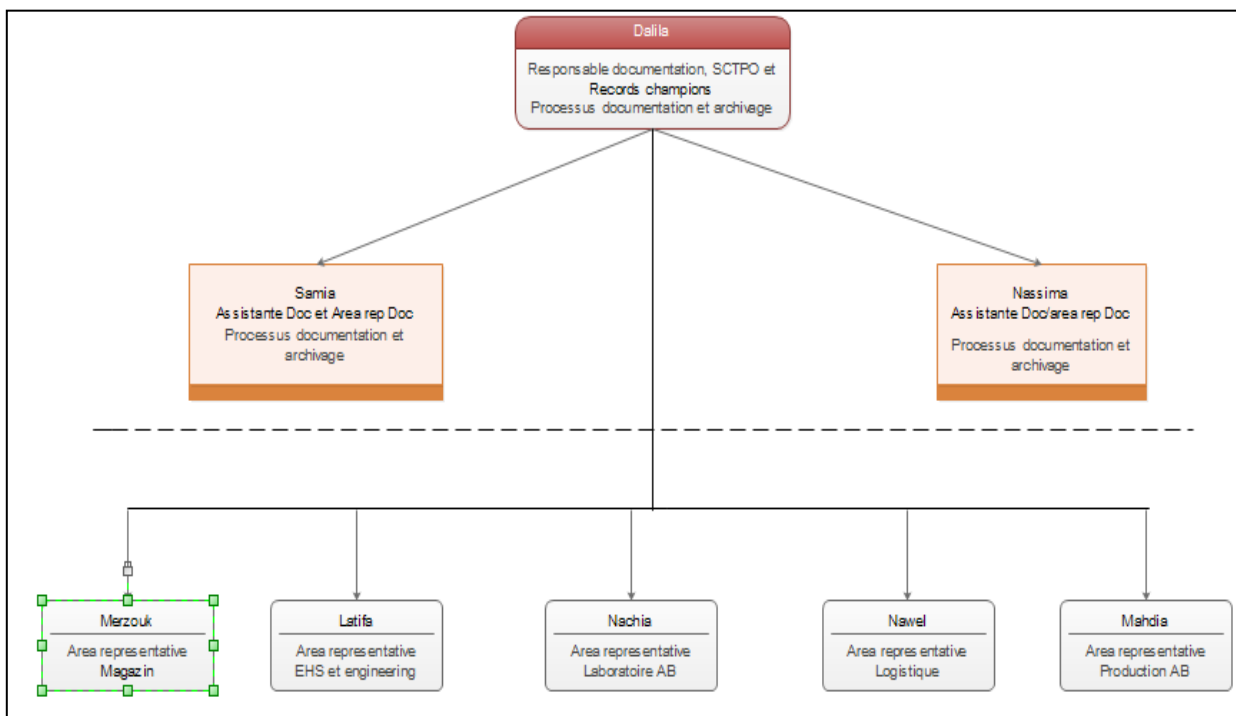 Dalila
Responsable documentation, SCTPO et
Records champions
Processus documentation et archivage
Samia
Assistante Doc et Area rep Doc
Processus documentation et
archivage
Nassima
Assistante Doc/area rep Doc
Processus documentation et
archivage
Merzouk
Area representative
Magazin
Latifa
Area representative
EHS et engineering
Nachia
Area representative
Laboratoire AB
Nawel
Area representative
Logistique
Mahdia
Area representative
Production AB